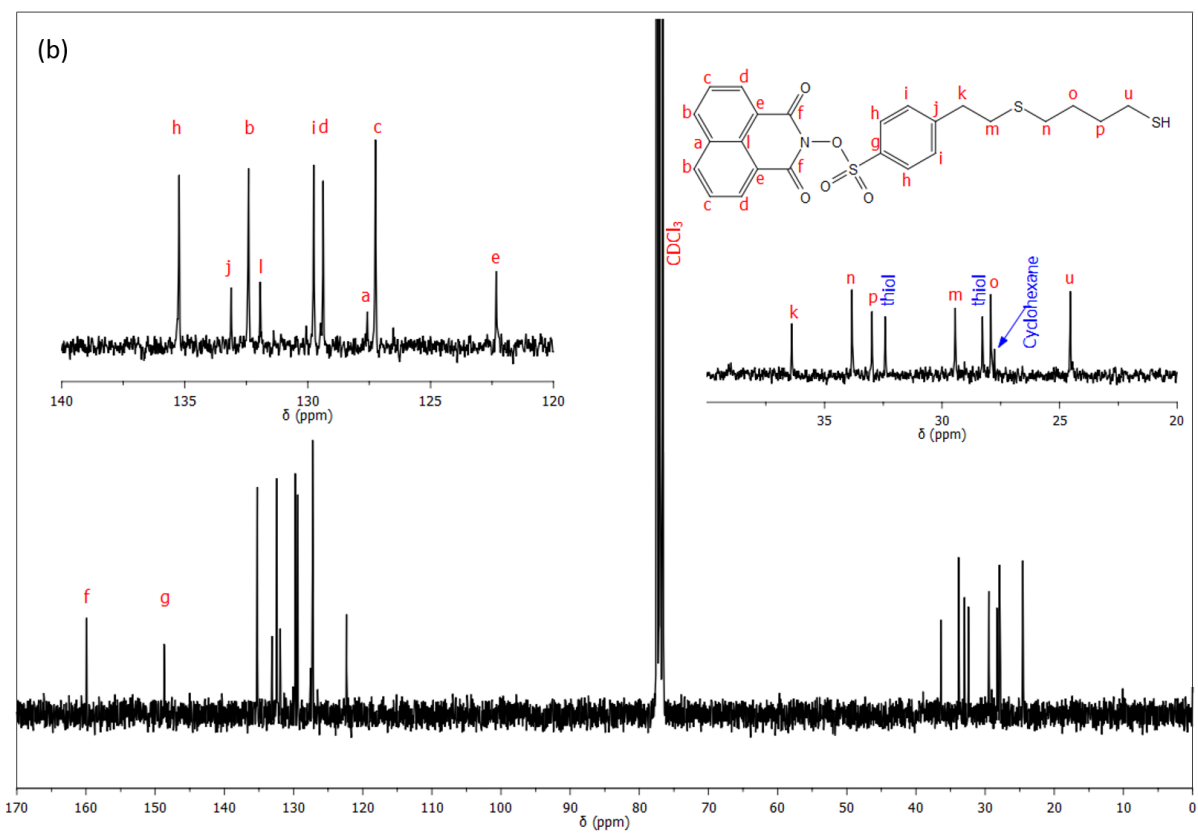 (b)
h b i d c
j l a e
140 135 130 125 120
δ (ppm)
c d O i k o u
b e f h j S SH
a l N O g m n p
b e f S i
c d O O O h
CDCl3
k n p thiol m thiol o Cyclohexane u
35 30 25 20
δ (ppm)
f g
170 160 150 140 130 120 110 100 90 80 70 60 50 40 30 20 10 0
δ (ppm)